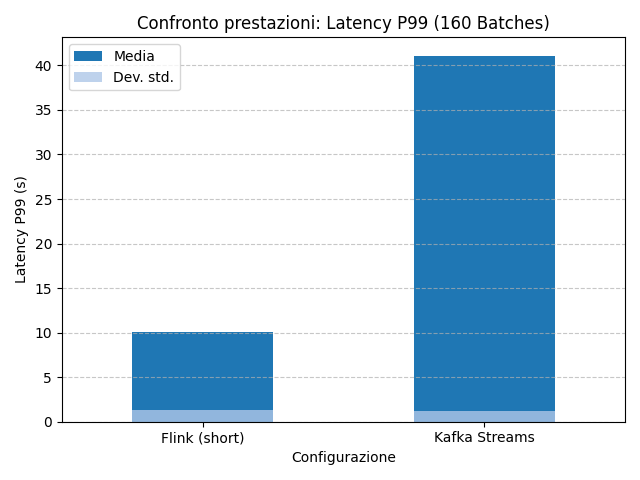 Confronto prestazioni: Latency P99 (160 Batches)
Media
Dev. std.
Latency P99 (s)
40
35
30
25
20
15
10
5
0
Flink (short)
Kafka Streams
Configurazione